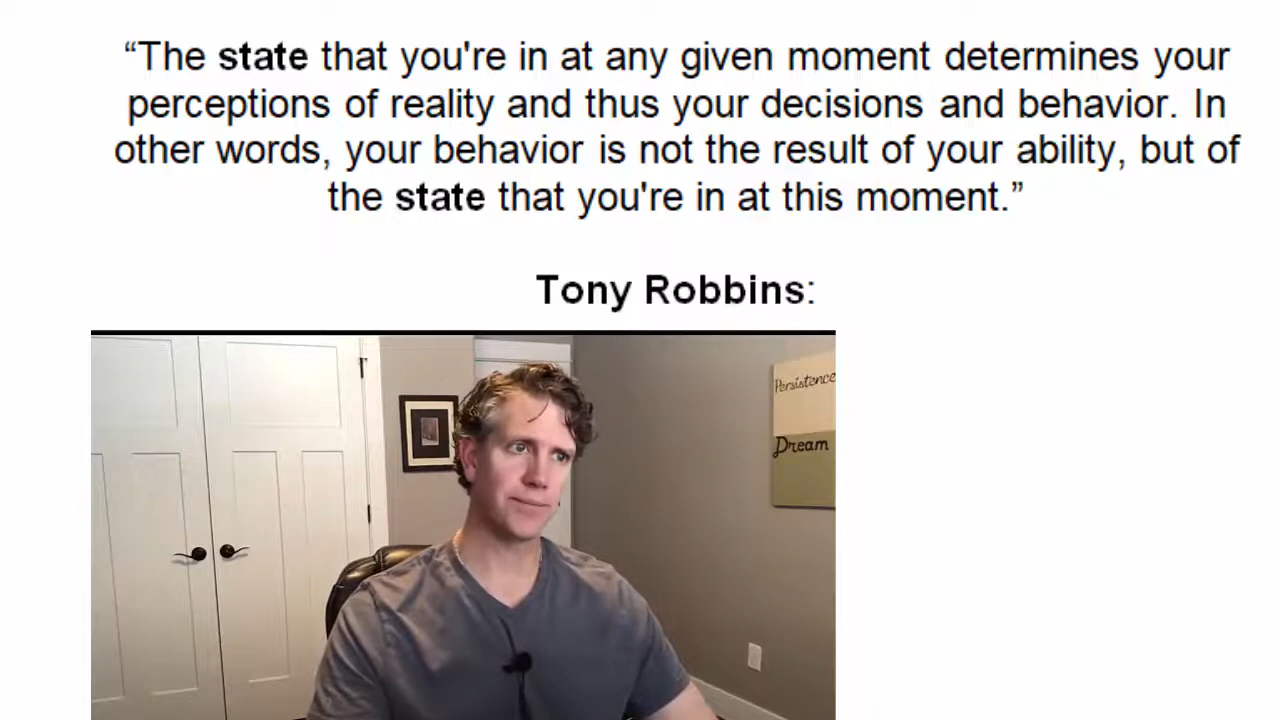 “The state that you're in at any given moment determines your
perceptions of reality and thus your decisions and behavior. In
other words, your behavior is not the result of your ability, but of
the state that you're in at this moment.”
Tony Robbins:
Persistence
Dream